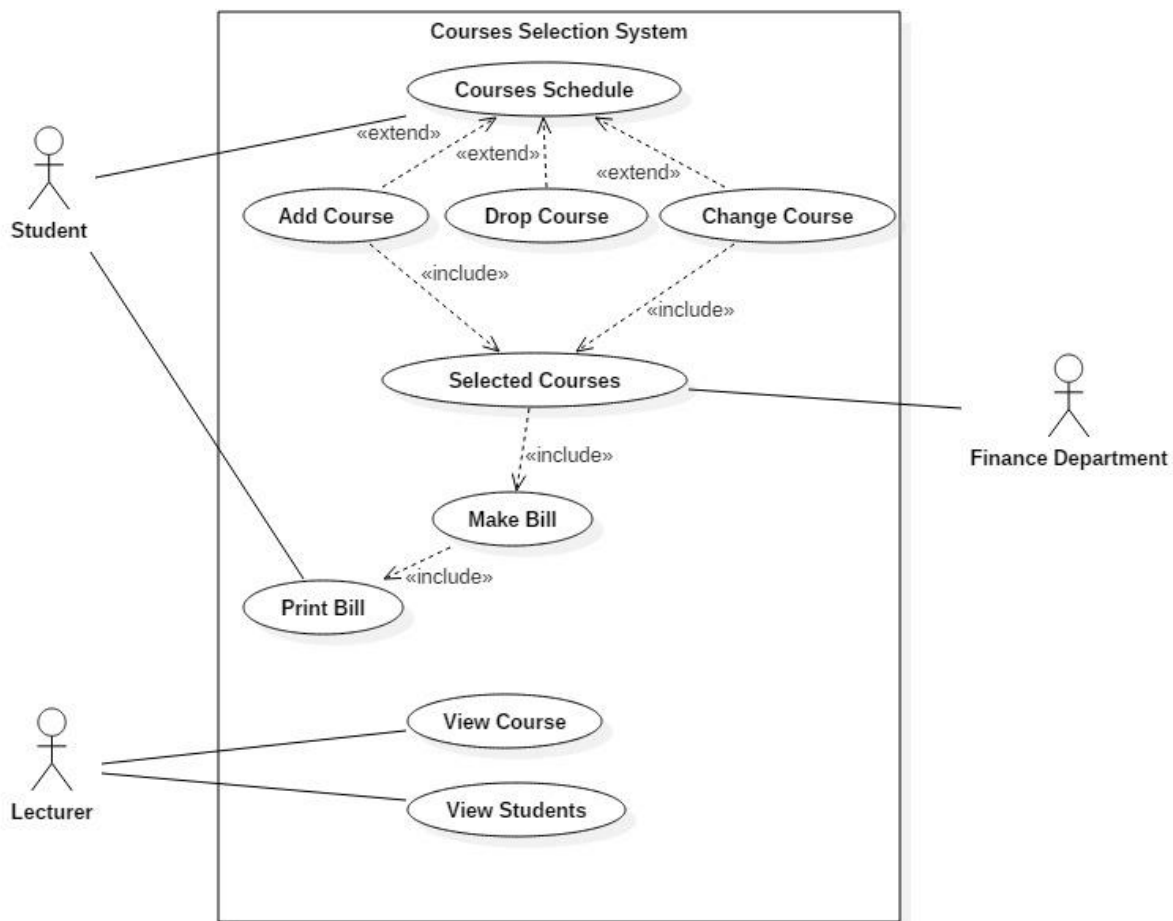 Courses Selection System
Courses Schedule
«extend»
«extend»
«extend»
Add Course
Drop Course
Change Course
Student
«include»
«include»
Selected Courses
«include»
Finance Department
Make Bill
«include»
Print Bill
View Course
Lecturer
View Students